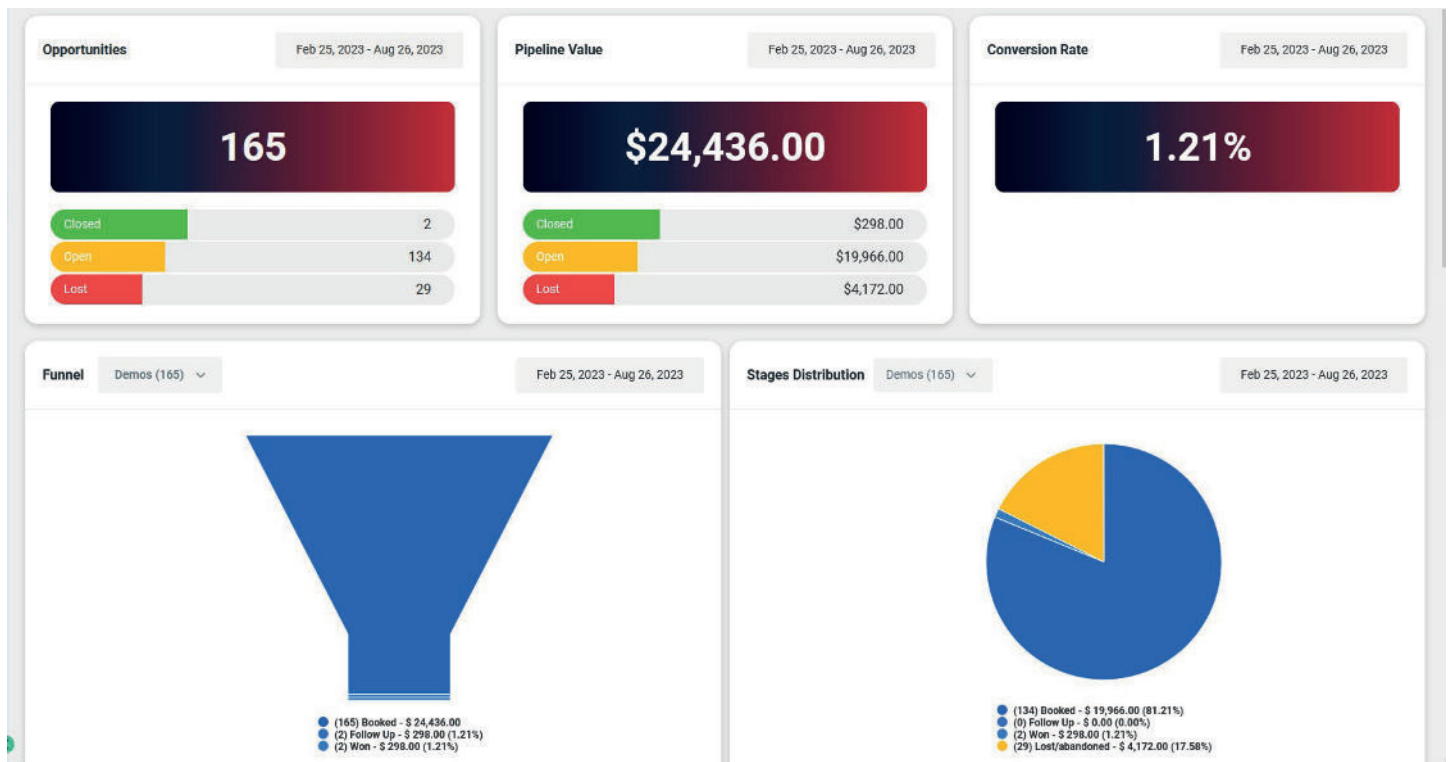 Opportunities
Feb 25, 2023 - Aug 26, 2023
165
Closed 2
Open 134
Lost 29
Pipeline Value
Feb 25, 2023 - Aug 26, 2023
$24,436.00
Closed $298.00
Open $19,966.00
Lost $4,172.00
Conversion Rate
Feb 25, 2023 - Aug 26, 2023
1.21%
Funnel
Demos (165)
Feb 25, 2023 - Aug 26, 2023
(165) Booked - $ 24,436.00
(2) Follow Up - $ 298.00 (1.21%)
(2) Won - $ 298.00 (1.21%)
Stages Distribution
Demos (165)
Feb 25, 2023 - Aug 26, 2023
(134) Booked - $ 19,966.00 (81.21%)
(0) Follow Up - $ 0.00 (0.00%)
(2) Won - $ 298.00 (1.21%)
(29) Lost/abandoned - $ 4,172.00 (17.58%)